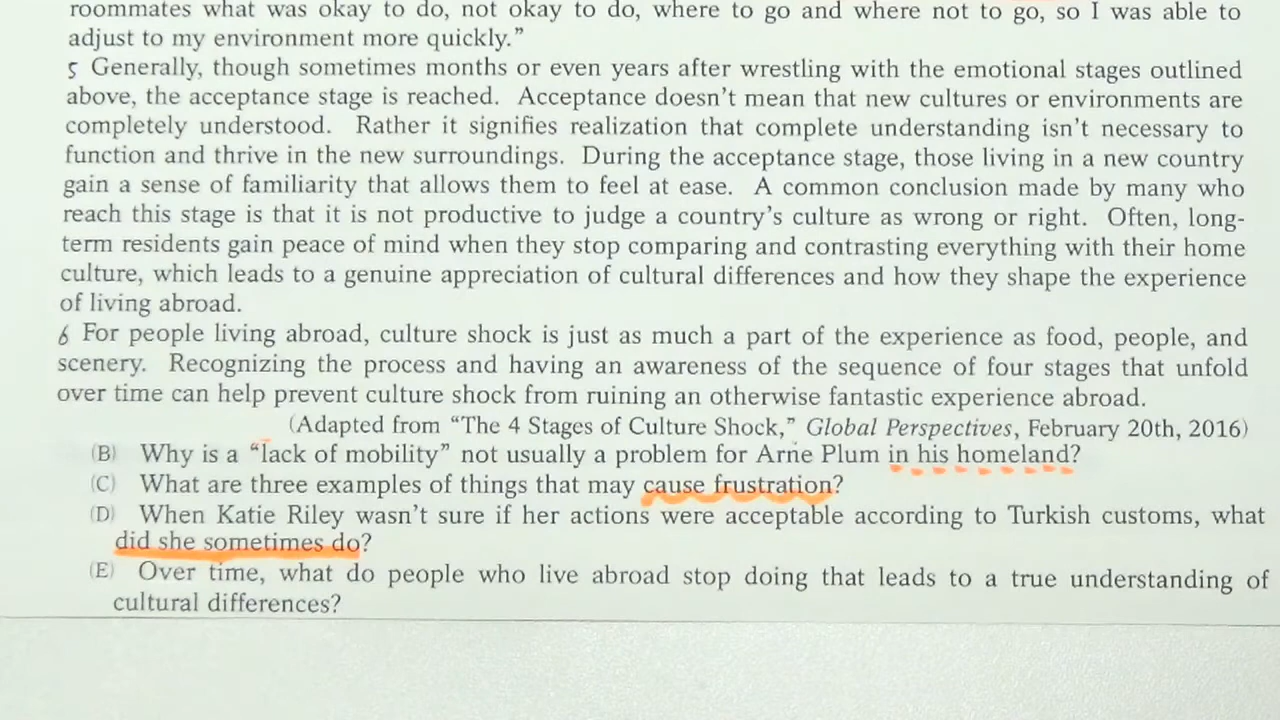 roommates what was okay to do, not okay to do, where to go and where not to go, so I was able to
adjust to my environment more quickly.”
5 Generally, though sometimes months or even years after wrestling with the emotional stages outlined
above, the acceptance stage is reached. Acceptance doesn’t mean that new cultures or environments are
completely understood. Rather it signifies realization that complete understanding isn’t necessary to
function and thrive in the new surroundings. During the acceptance stage, those living in a new country
gain a sense of familiarity that allows them to feel at ease. A common conclusion made by many who
reach this stage is that it is not productive to judge a country’s culture as wrong or right. Often, long-
term residents gain peace of mind when they stop comparing and contrasting everything with their home
culture, which leads to a genuine appreciation of cultural differences and how they shape the experience
of living abroad.
6 For people living abroad, culture shock is just as much a part of the experience as food, people, and
scenery. Recognizing the process and having an awareness of the sequence of four stages that unfold
over time can help prevent culture shock from ruining an otherwise fantastic experience abroad.
(Adapted from “The 4 Stages of Culture Shock,” Global Perspectives, February 20th, 2016)
(B) Why is a “lack of mobility” not usually a problem for Arne Plum in his homeland?
(C) What are three examples of things that may cause frustration?
(D) When Katie Riley wasn’t sure if her actions were acceptable according to Turkish customs, what
did she sometimes do?
(E) Over time, what do people who live abroad stop doing that leads to a true understanding of
cultural differences?